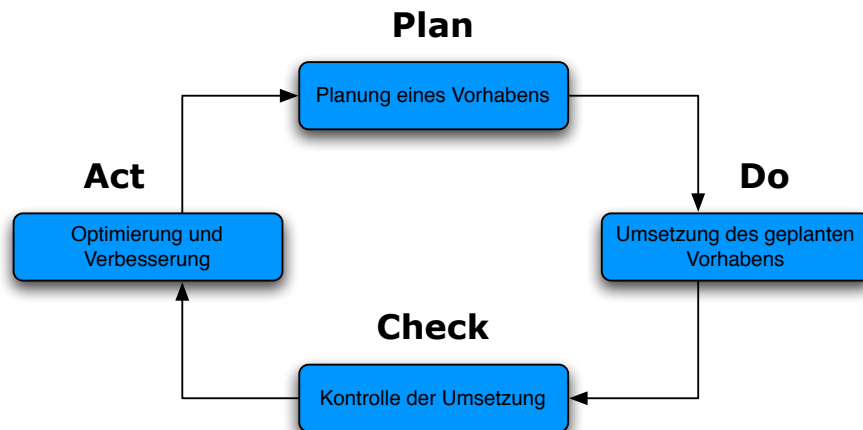 Plan
Planung eines Vorhabens
Act
Do
Optimierung und
Verbesserung
Umsetzung des geplanten
Vorhabens
Check
Kontrolle der Umsetzung